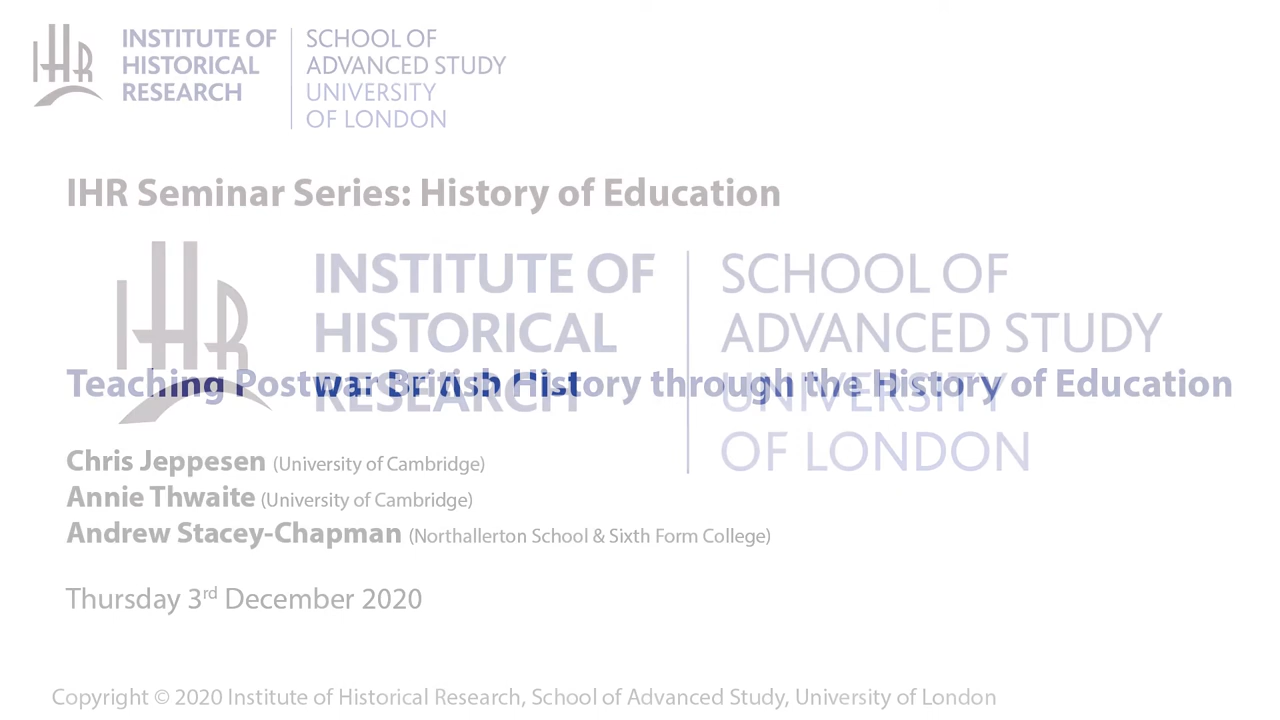 INSTITUTE OF
HISTORICAL
RESEARCH
SCHOOL OF
ADVANCED STUDY
UNIVERSITY
OF LONDON
IHR Seminar Series: History of Education
IHR
INSTITUTE OF
HISTORICAL
RESEARCH
SCHOOL OF
ADVANCED STUDY
UNIVERSITY
OF LONDON
Teaching Postwar British History through the History of Education
Chris Jeppesen (University of Cambridge)
Annie Thwaite (University of Cambridge)
Andrew Stacey-Chapman (Northallerton School & Sixth Form College)
Thursday 3rd December 2020
Copyright © 2020 Institute of Historical Research, School of Advanced Study, University of London